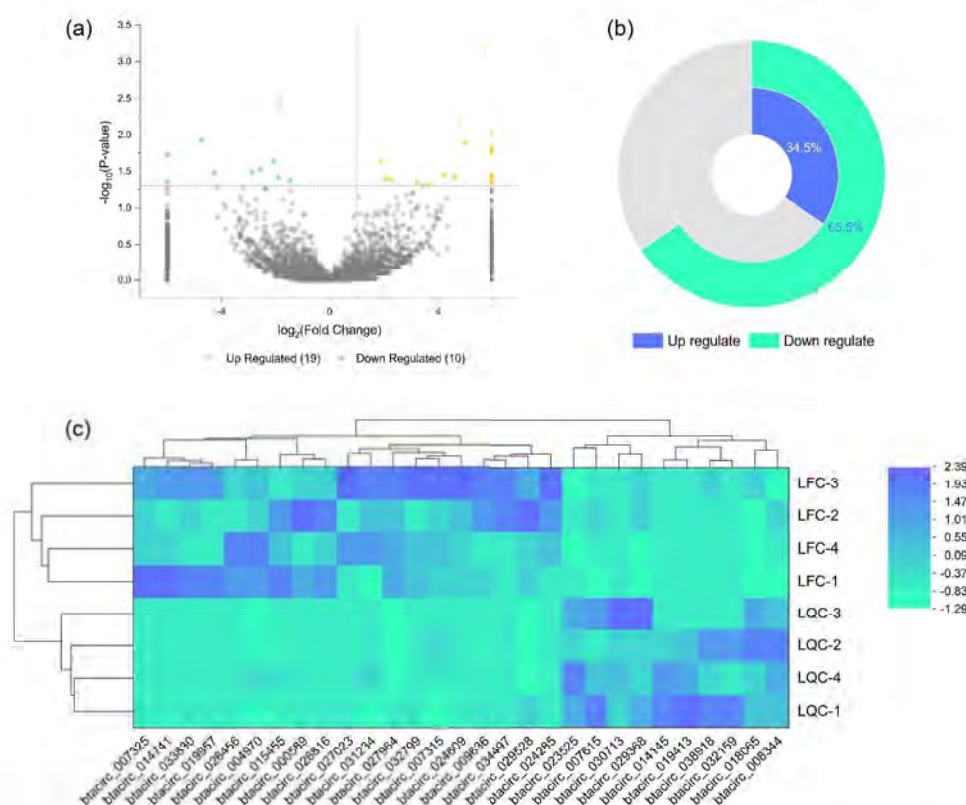 (a)
3.5
3.0
2.5
2.0
1.5
1.0
0.5
0.0
-log10(P-value)
-4 0 4
log2(Fold Change)
Up Regulated (19) Down Regulated (10)
(b)
34.5%
65.5%
Up regulate Down regulate
(c)
LFC-3
LFC-2
LFC-4
LFC-1
LQC-3
LQC-2
LQC-4
LQC-1
2.39
1.93
1.47
1.01
0.55
0.09
-0.37
-0.83
-1.29
btacirc_007325
btacirc_014741
btacirc_033830
btacirc_019957
btacirc_026456
btacirc_004970
btacirc_015455
btacirc_000589
btacirc_028816
btacirc_027023
btacirc_031234
btacirc_027964
btacirc_032799
btacirc_007315
btacirc_024609
btacirc_009636
btacirc_034497
btacirc_029528
btacirc_024285
btacirc_023525
btacirc_007615
btacirc_030713
btacirc_029368
btacirc_014145
btacirc_019413
btacirc_038918
btacirc_032159
btacirc_018065
btacirc_008344